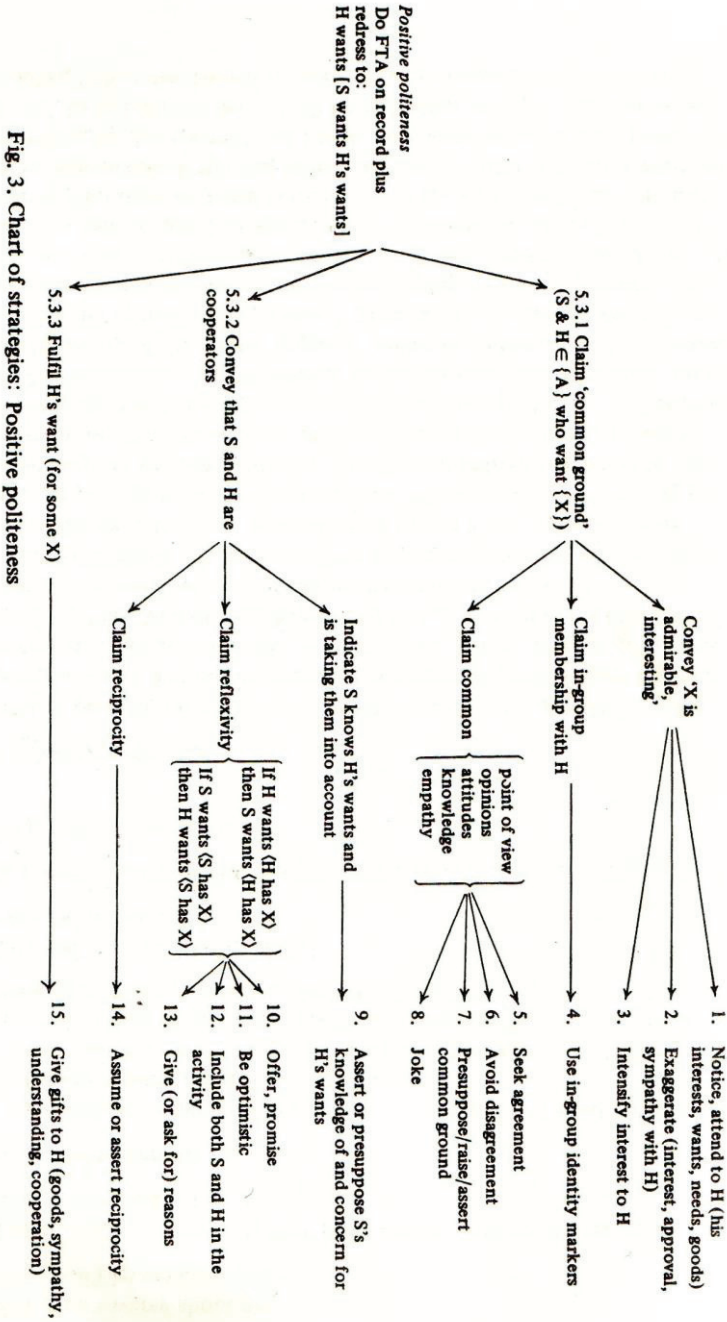 Positive politeness
Do FTA on record plus
redress to:
H wants [S wants H's wants]
5.3.1 Claim 'common ground'
(S & H ∈ {A} who want {X})
Convey 'X is
admirable,
interesting'
1. Notice, attend to H (his
interests, wants, needs, goods)
2. Exaggerate (interest, approval,
sympathy with H)
3. Intensify interest to H
Claim in-group
membership with H
4. Use in-group identity markers
Claim common
point of view
opinions
attitudes
knowledge
empathy
5. Seek agreement
6. Avoid disagreement
7. Presuppose/raise/assert
common ground
8. Joke
5.3.2 Convey that S and H are
cooperators
Indicate S knows H's wants and
is taking them into account
9. Assert or presuppose S's
knowledge of and concern for
H's wants
Claim reflexivity
If H wants ⟨H has X⟩
then S wants ⟨H has X⟩
If S wants ⟨S has X⟩
then H wants ⟨S has X⟩
10. Offer, promise
11. Be optimistic
12. Include both S and H in the
activity
13. Give (or ask for) reasons
Claim reciprocity
14. Assume or assert reciprocity
5.3.3 Fulfil H's want (for some X)
15. Give gifts to H (goods, sympathy,
understanding, cooperation)
Fig. 3. Chart of strategies: Positive politeness